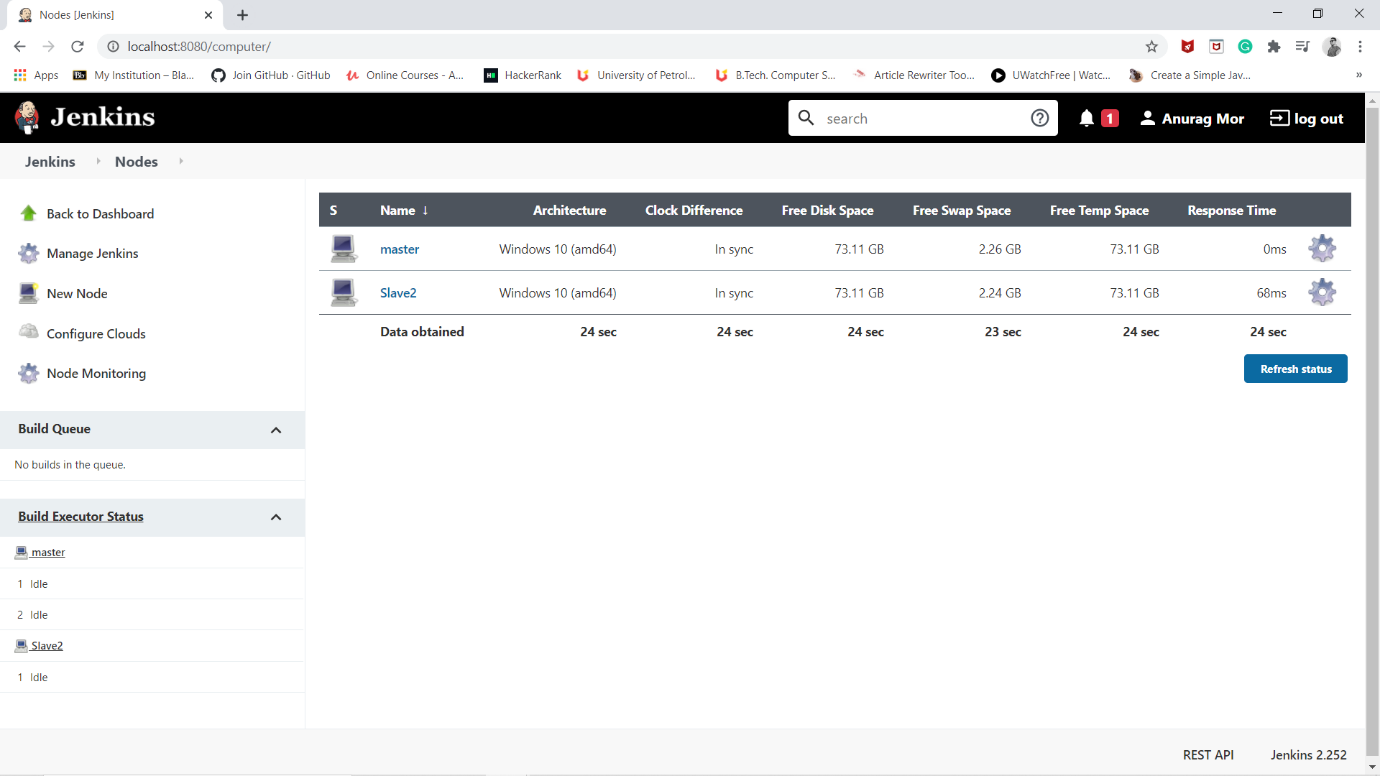 Nodes [Jenkins]
localhost:8080/computer/
Apps Bb My Institution – Bla... Join GitHub · GitHub Online Courses - A... HackerRank University of Petrol... B.Tech. Computer S... Article Rewriter Too... UWatchFree | Watc... Create a Simple Jav... »
Jenkins search 1 Anurag Mor log out
Jenkins Nodes
Back to Dashboard
Manage Jenkins
New Node
Configure Clouds
Node Monitoring
Build Queue
No builds in the queue.
Build Executor Status
master
1 Idle
2 Idle
Slave2
1 Idle
S Name ↓ Architecture Clock Difference Free Disk Space Free Swap Space Free Temp Space Response Time
master Windows 10 (amd64) In sync 73.11 GB 2.26 GB 73.11 GB 0ms
Slave2 Windows 10 (amd64) In sync 73.11 GB 2.24 GB 73.11 GB 68ms
Data obtained 24 sec 24 sec 24 sec 23 sec 24 sec 24 sec
Refresh status
REST API Jenkins 2.252